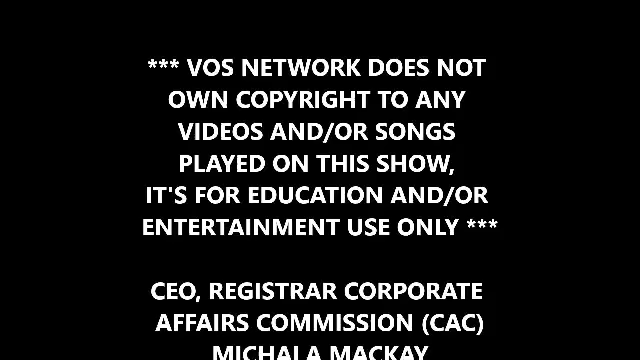 *** VOS NETWORK DOES NOT
OWN COPYRIGHT TO ANY
VIDEOS AND/OR SONGS
PLAYED ON THIS SHOW,
IT'S FOR EDUCATION AND/OR
ENTERTAINMENT USE ONLY ***
CEO, REGISTRAR CORPORATE
AFFAIRS COMMISSION (CAC)
MICHALA MACKAY